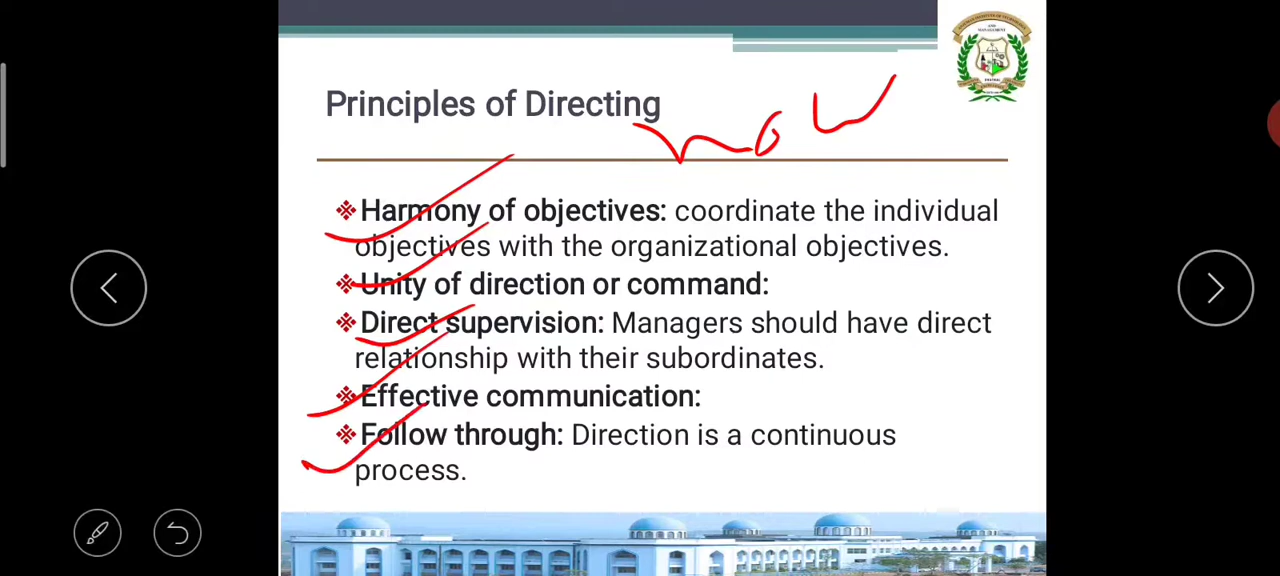 Principles of Directing
Harmony of objectives: coordinate the individual
objectives with the organizational objectives.
Unity of direction or command:
Direct supervision: Managers should have direct
relationship with their subordinates.
Effective communication:
Follow through: Direction is a continuous
process.